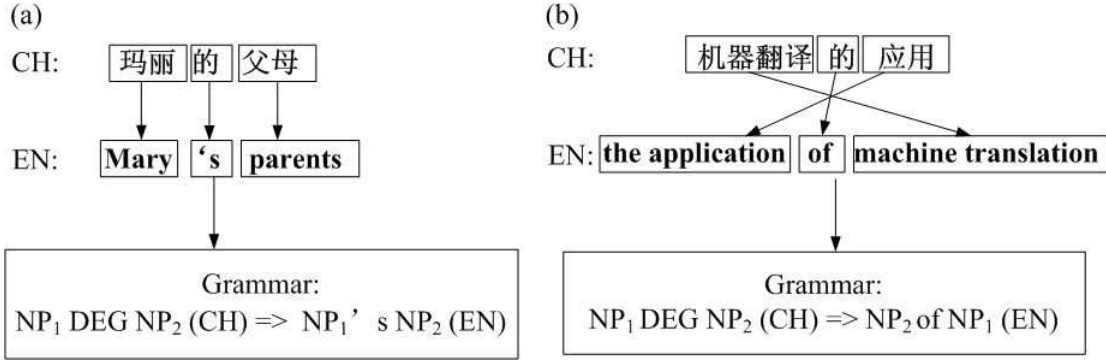 (a)
CH: 玛丽 的 父母
EN: Mary ‘s parents
Grammar:
NP₁ DEG NP₂ (CH) => NP₁’ s NP₂ (EN)
(b)
CH: 机器翻译 的 应用
EN: the application of machine translation
Grammar:
NP₁ DEG NP₂ (CH) => NP₂ of NP₁ (EN)